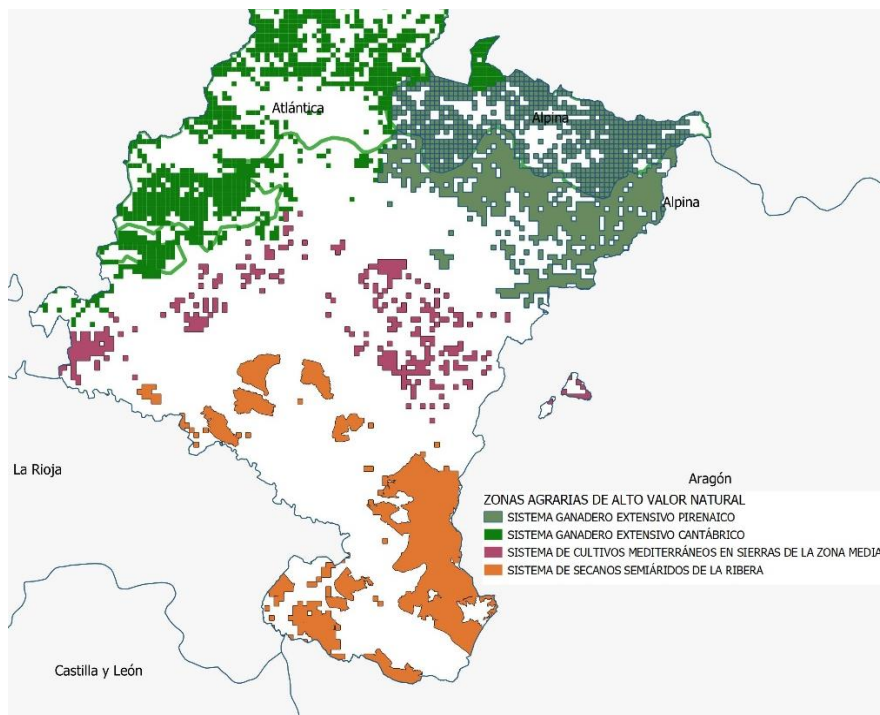 Atlántica
Alpina
Alpina
La Rioja
Aragón
ZONAS AGRARIAS DE ALTO VALOR NATURAL
SISTEMA GANADERO EXTENSIVO PIRENAICO
SISTEMA GANADERO EXTENSIVO CANTÁBRICO
SISTEMA DE CULTIVOS MEDITERRÁNEOS EN SIERRAS DE LA ZONA MEDIA
SISTEMA DE SECANOS SEMIÁRIDOS DE LA RIBERA
Castilla y León